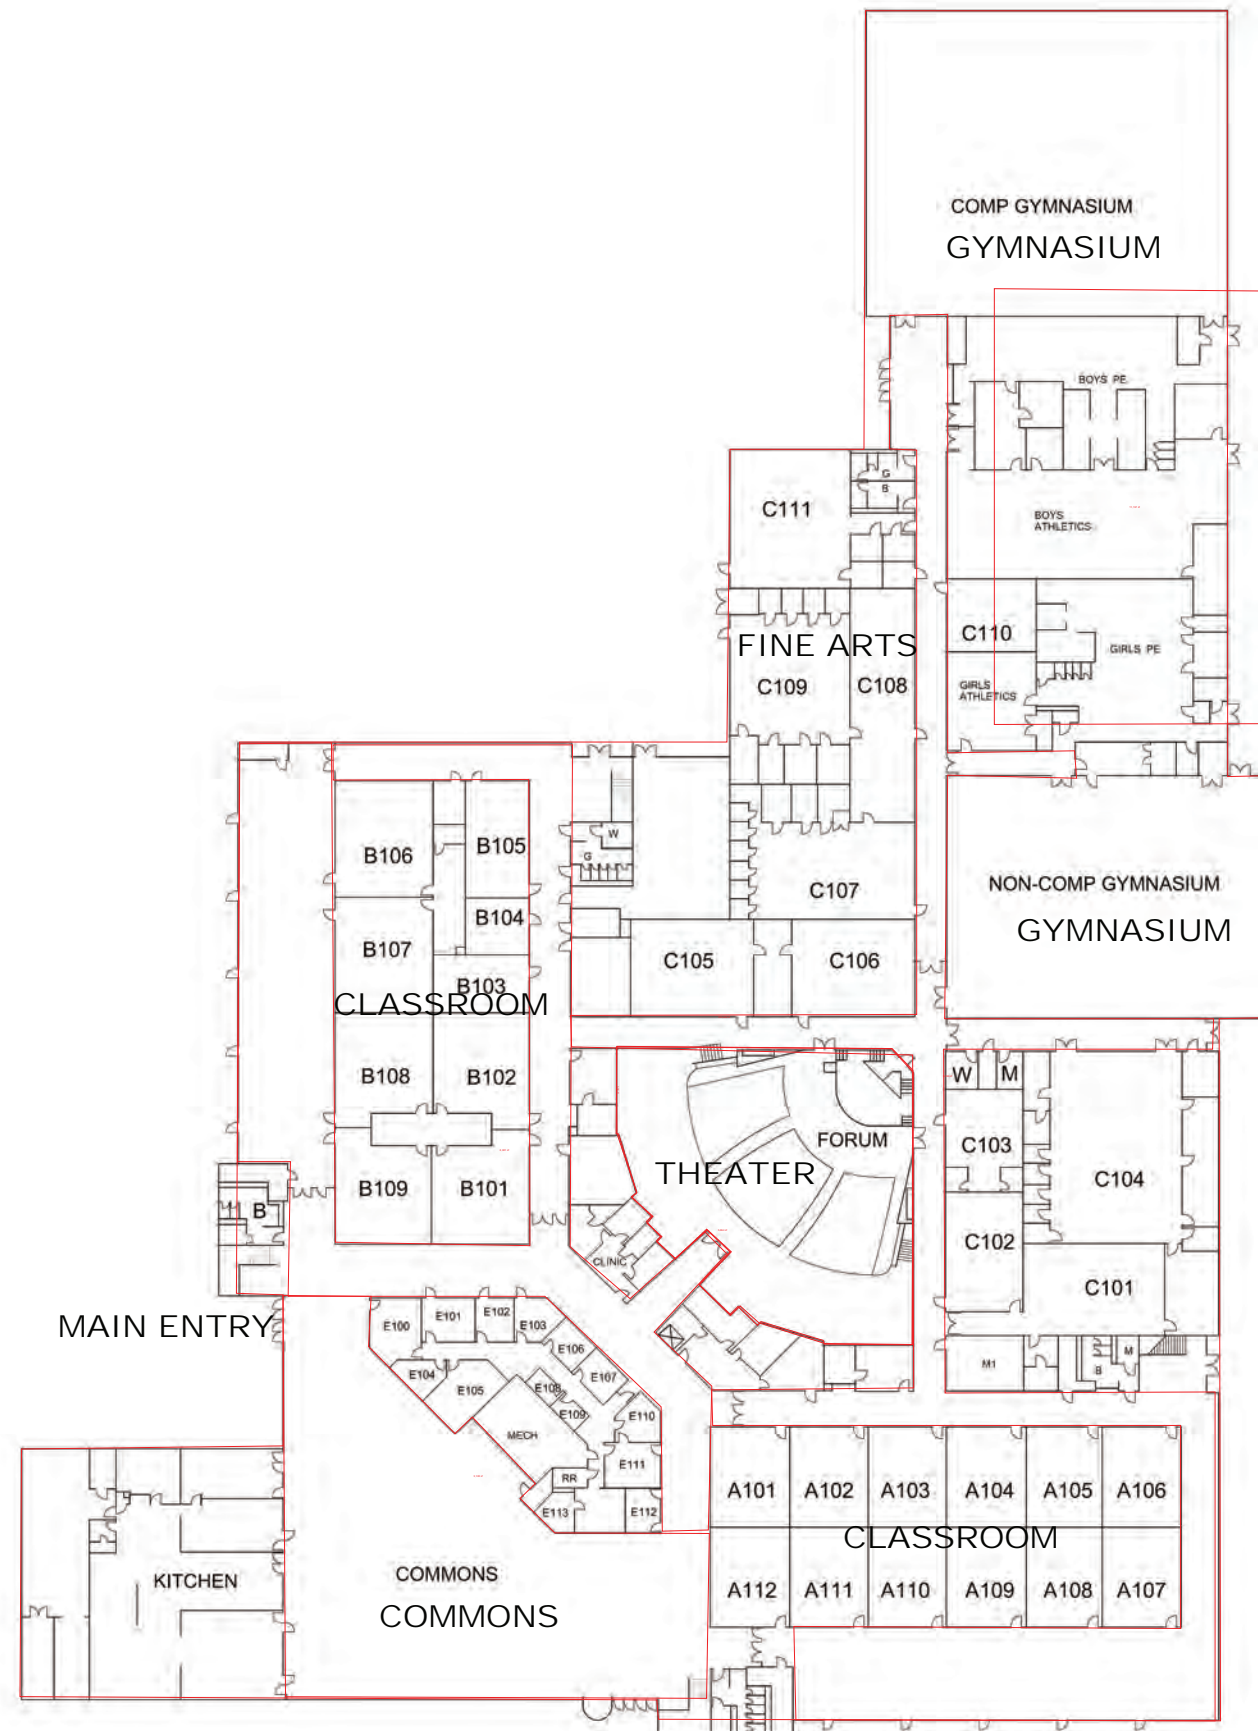 COMP GYMNASIUM
GYMNASIUM
BOYS PE
G
B
C111
BOYS
ATHLETICS
C110
FINE ARTS
GIRLS PE
C109
C108
GIRLS
ATHLETICS
W
G
B106
B105
C107
NON-COMP GYMNASIUM
GYMNASIUM
B104
B107
C105
C106
B103
CLASSROOM
B108
B102
W
M
FORUM
C103
THEATER
C104
B109
B101
B
C102
CLINIC
C101
MAIN ENTRY
E100
E101
E102
E103
E106
M
M1
B
E104
E105
E107
E108
E109
E110
MECH
E111
RR
E113
E112
A101
A102
A103
A104
A105
A106
CLASSROOM
KITCHEN
COMMONS
COMMONS
A112
A111
A110
A109
A108
A107